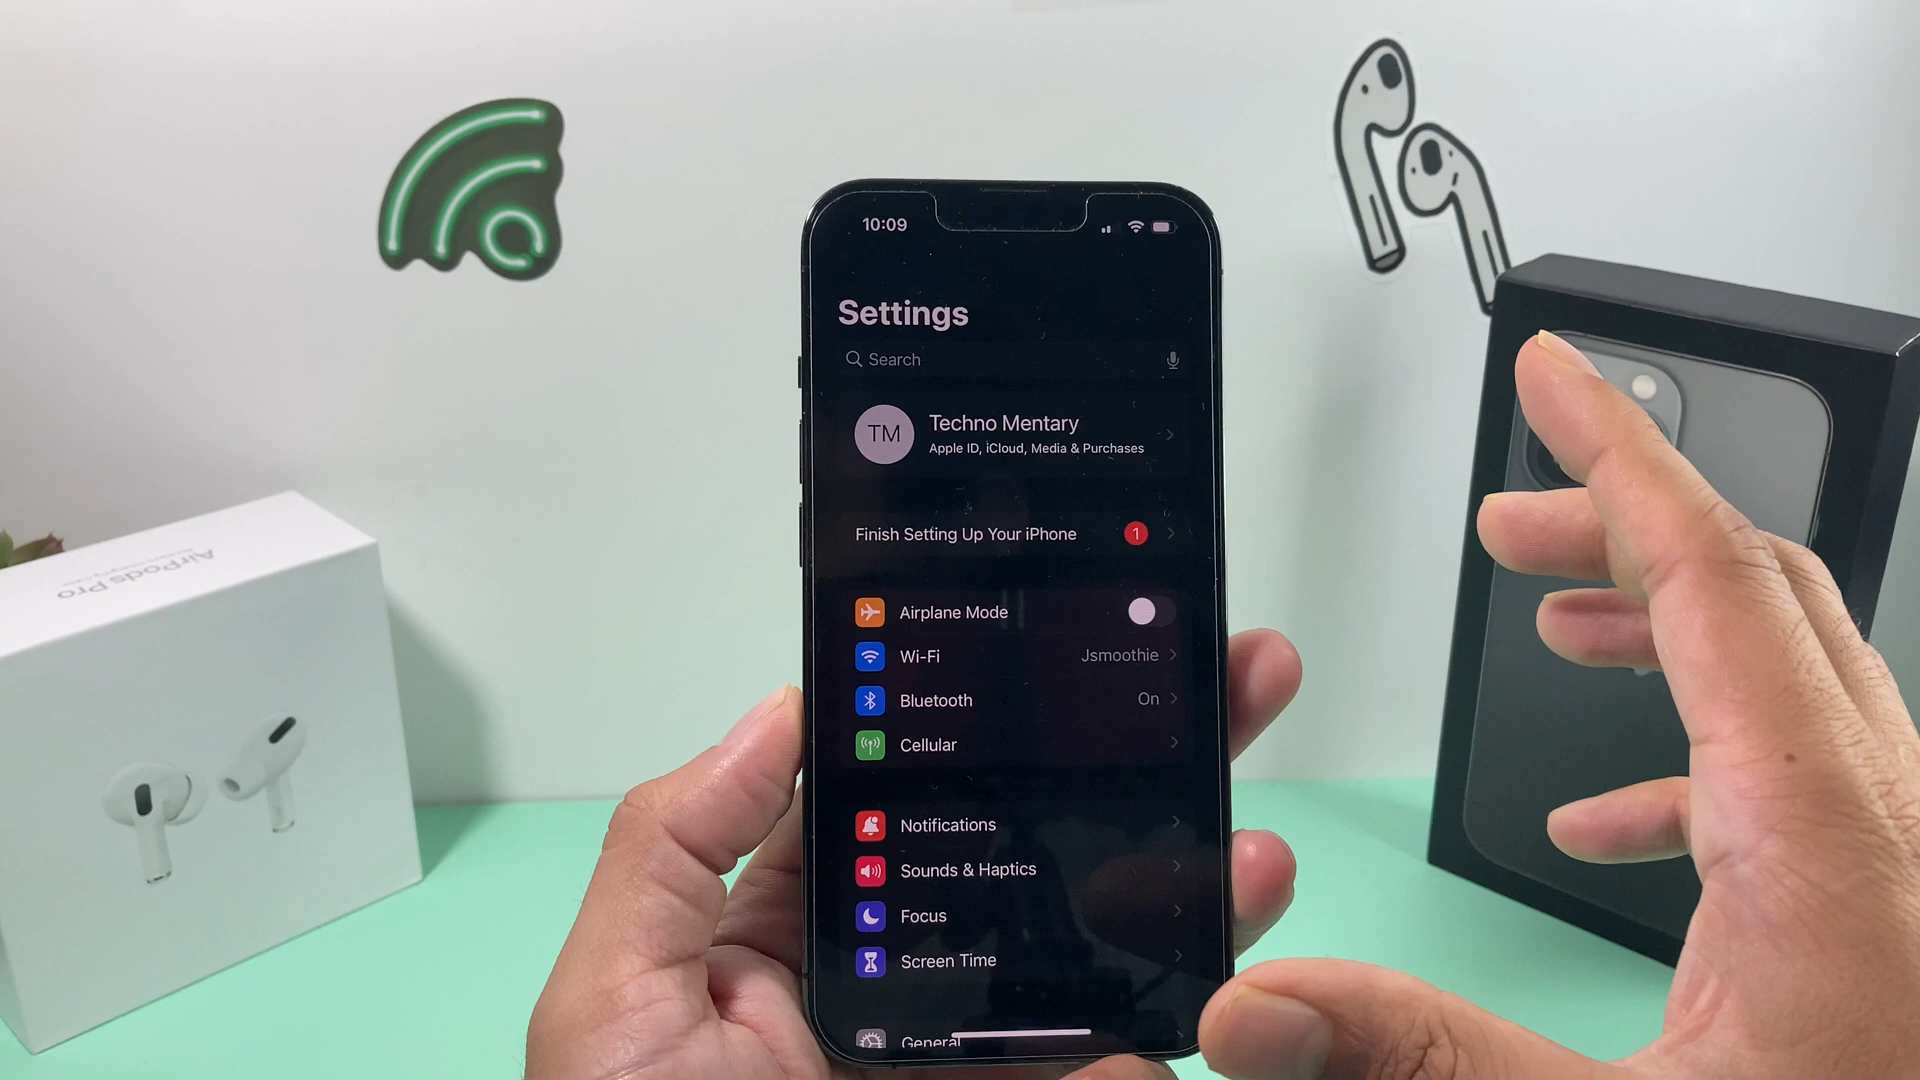 10:09
Settings
Search
TM
Techno Mentary
Apple ID, iCloud, Media & Purchases
Finish Setting Up Your iPhone 1
Airplane Mode
Wi-Fi Jsmoothie
Bluetooth On
Cellular
Notifications
Sounds & Haptics
Focus
Screen Time
General
AirPods Pro